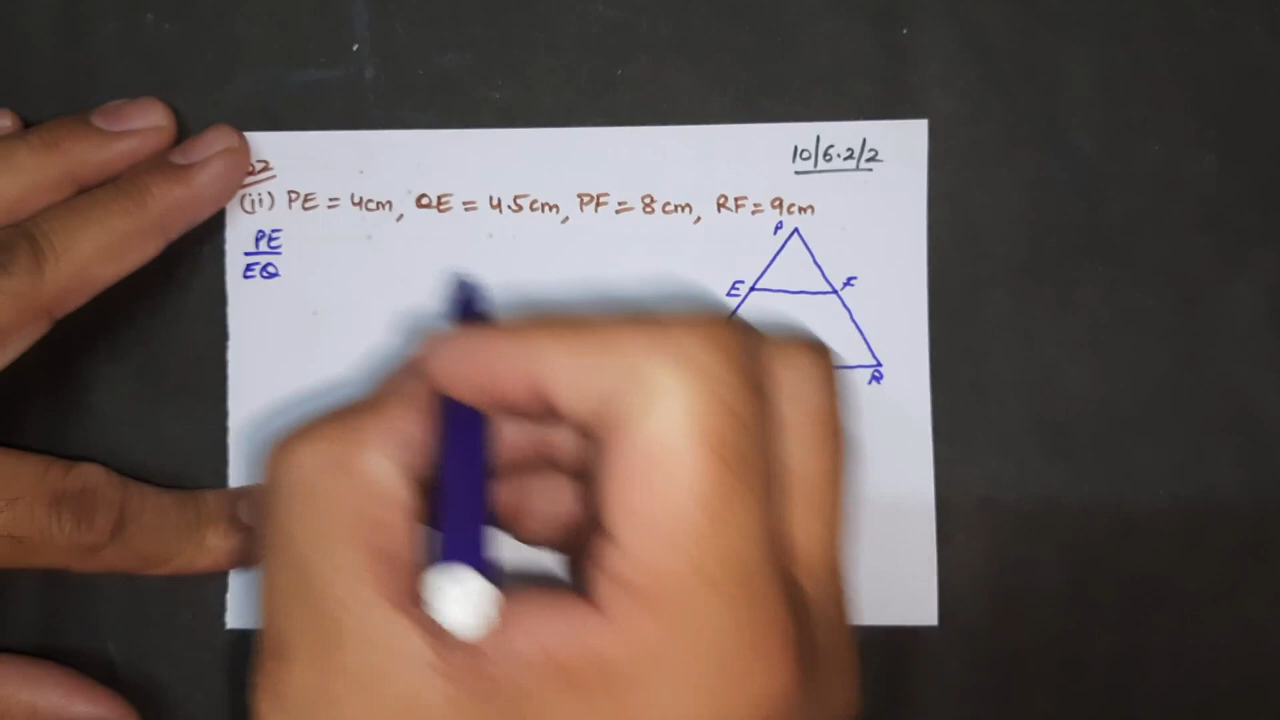 10/6.2/2
(ii) PE = 4cm, QE = 4.5cm, PF = 8cm, RF = 9cm
P
PE
EQ
E
F
R